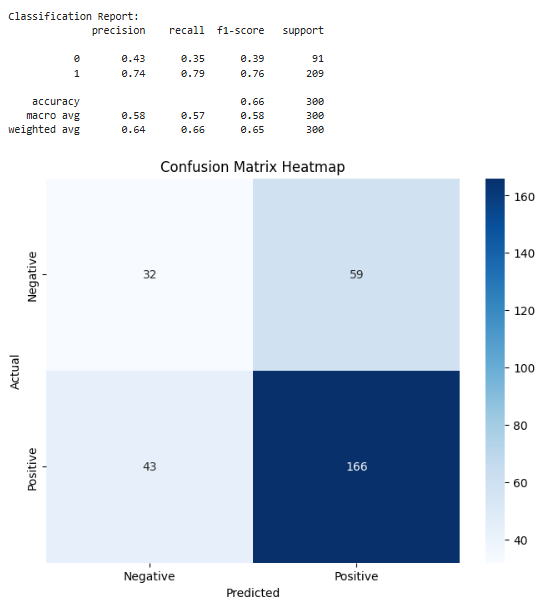 Classification Report:
precision recall f1-score support
0 0.43 0.35 0.39 91
1 0.74 0.79 0.76 209
accuracy 0.66 300
macro avg 0.58 0.57 0.58 300
weighted avg 0.64 0.66 0.65 300
Confusion Matrix Heatmap
Actual
Negative
32
59
Positive
43
166
Negative
Positive
Predicted
160
140
120
100
80
60
40